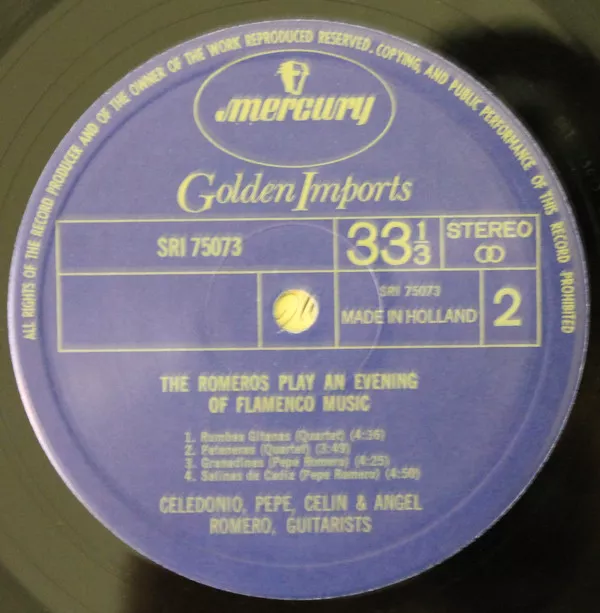 ALL RIGHTS OF THE RECORD PRODUCER AND OF THE OWNER OF THE WORK REPRODUCED RESERVED. COPYING, AND PUBLIC PERFORMANCE OF THIS RECORD PROHIBITED
mercury
Golden Imports
SRI 75073
33 1/3
STEREO
SRI 75073
MADE IN HOLLAND
2
THE ROMEROS PLAY AN EVENING
OF FLAMENCO MUSIC
1. Rumbas Gitanas (Quartet) (4:36)
2. Peteneras (Quartet) (3:49)
3. Granadinas (Pepe Romero) (4:25)
4. Salinas de Cadiz (Pepe Romero) (4:50)
CELEDONIO, PEPE, CELIN & ANGEL
ROMERO, GUITARISTS